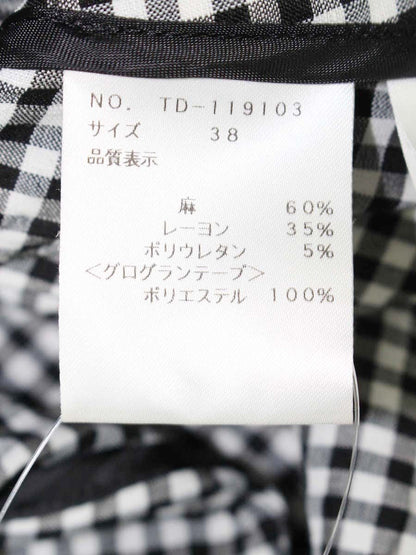 NO. TD-119103
サイズ 38
品質表示
麻 60%
レーヨン 35%
ポリウレタン 5%
＜グログランテープ＞
ポリエステル 100%